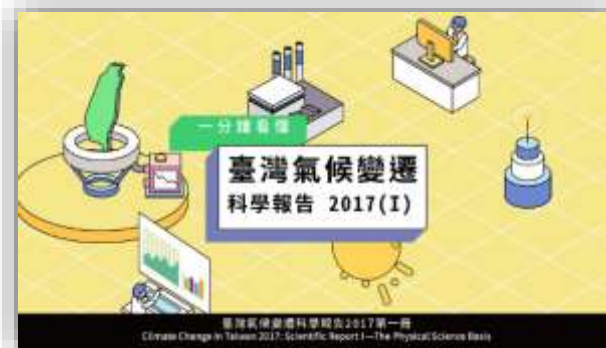 一分鐘看懂
臺灣氣候變遷
科學報告 2017(I)
臺灣氣候變遷科學報告2017第一冊
Climate Change in Taiwan 2017: Scientific Report I—The Physical Science Basis